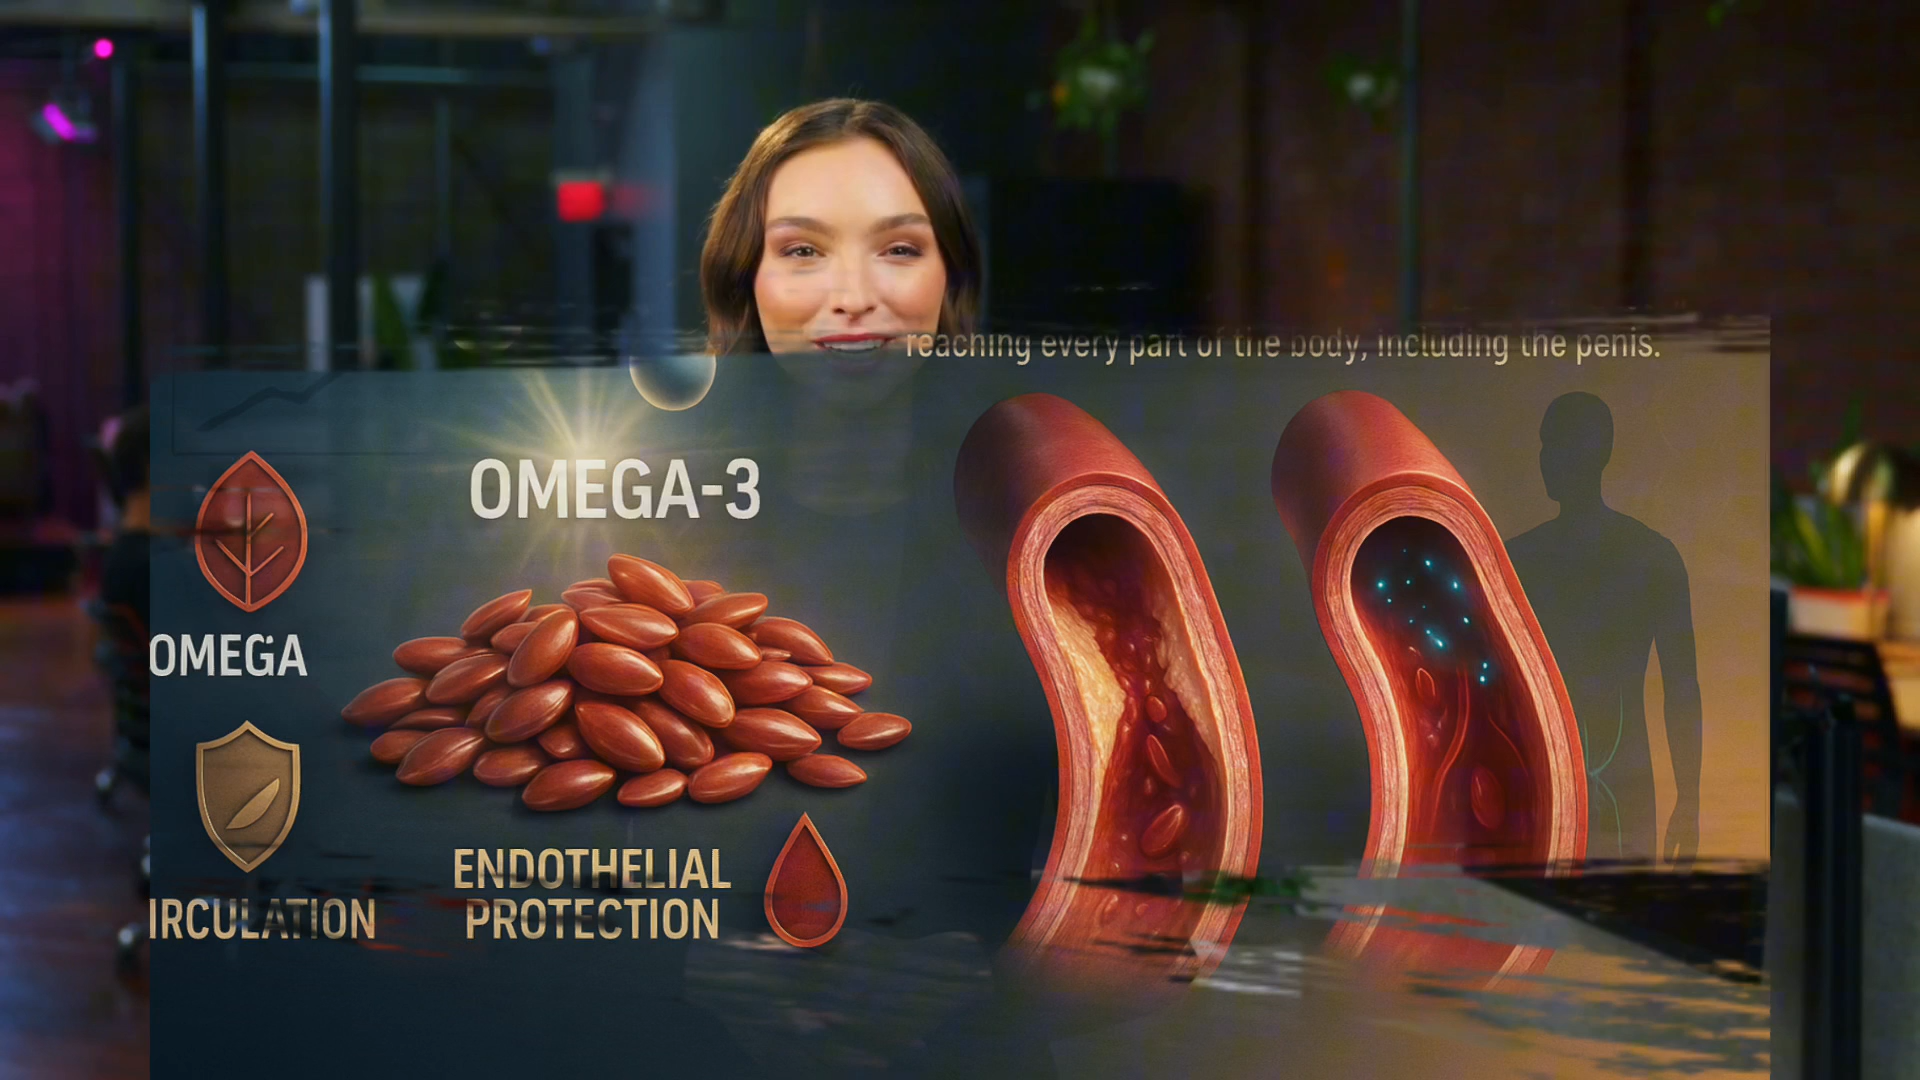 reaching every part of the body, including the penis.
OMEGA-3
OMEGA
ENDOTHELIAL
PROTECTION
IRCULATION